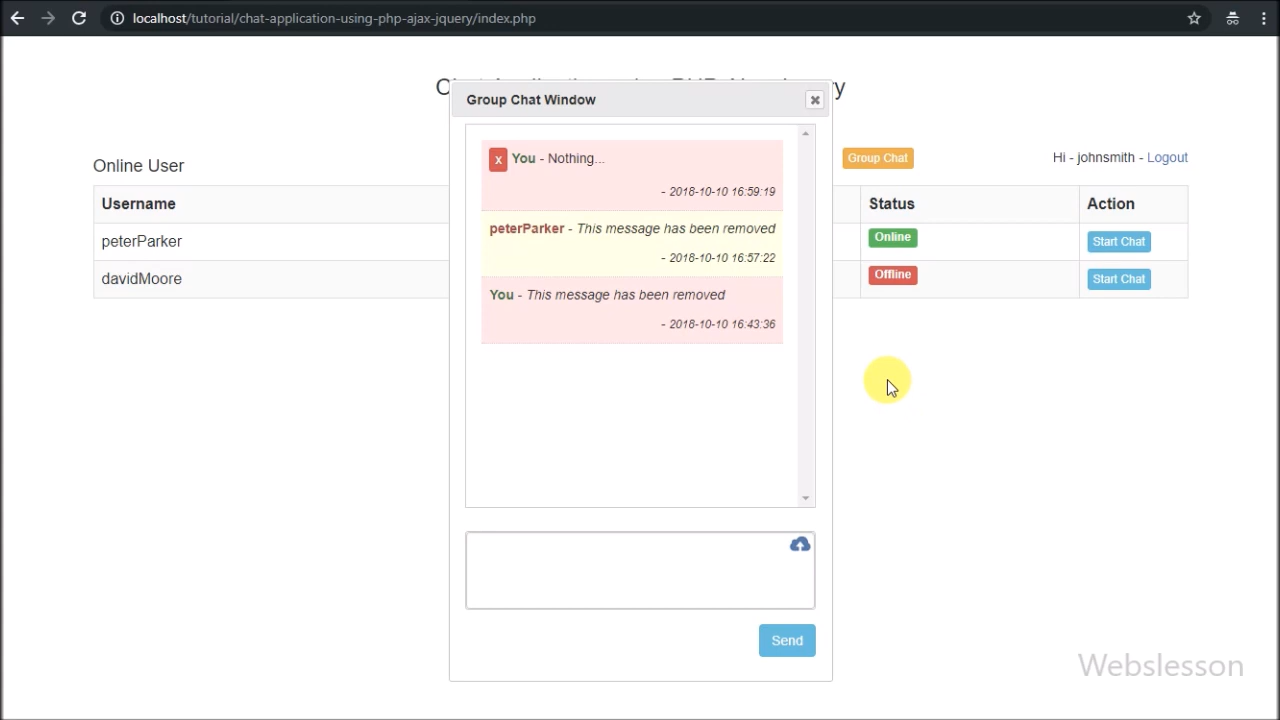 localhost/tutorial/chat-application-using-php-ajax-jquery/index.php
Group Chat Window
x You - Nothing...
- 2018-10-10 16:59:19
peterParker - This message has been removed
- 2018-10-10 16:57:22
You - This message has been removed
- 2018-10-10 16:43:36
Send
Online User
Group Chat
Hi - johnsmith - Logout
Username Status Action
peterParker Online Start Chat
davidMoore Offline Start Chat
Webslesson